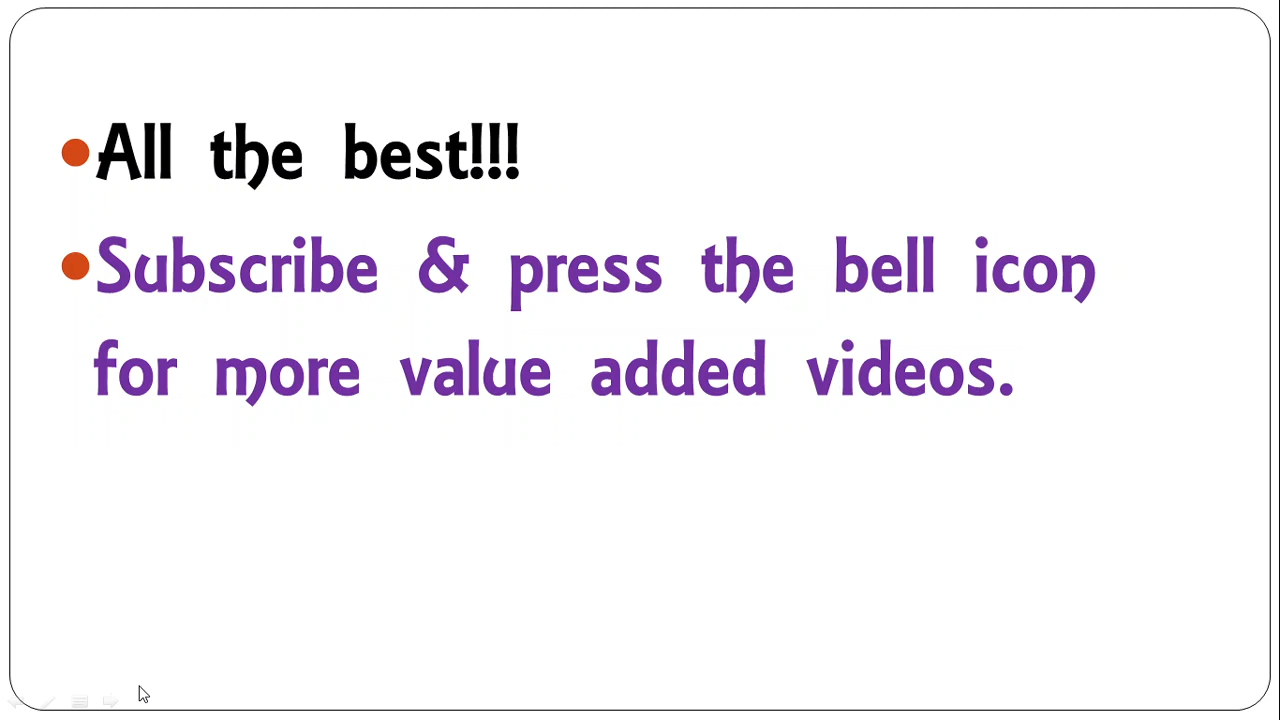 •All the best!!!
•Subscribe & press the bell icon
for more value added videos.